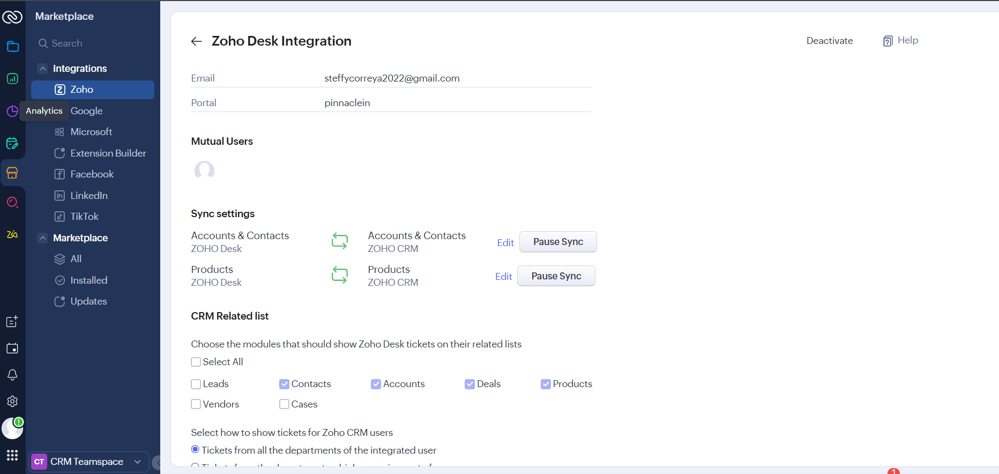 Marketplace
Search
Integrations
Zoho
Analytics
Google
Microsoft
Extension Builder
Facebook
LinkedIn
TikTok
Marketplace
All
Installed
Updates
CT CRM Teamspace
Zoho Desk Integration
Deactivate
Help
Email steffycorreya2022@gmail.com
Portal pinnaclein
Mutual Users
Sync settings
Accounts & Contacts Accounts & Contacts
ZOHO Desk ZOHO CRM
Edit Pause Sync
Products Products
ZOHO Desk ZOHO CRM
Edit Pause Sync
CRM Related list
Choose the modules that should show Zoho Desk tickets on their related lists
Select All
Leads Contacts Accounts Deals Products
Vendors Cases
Select how to show tickets for Zoho CRM users
Tickets from all the departments of the integrated user
1